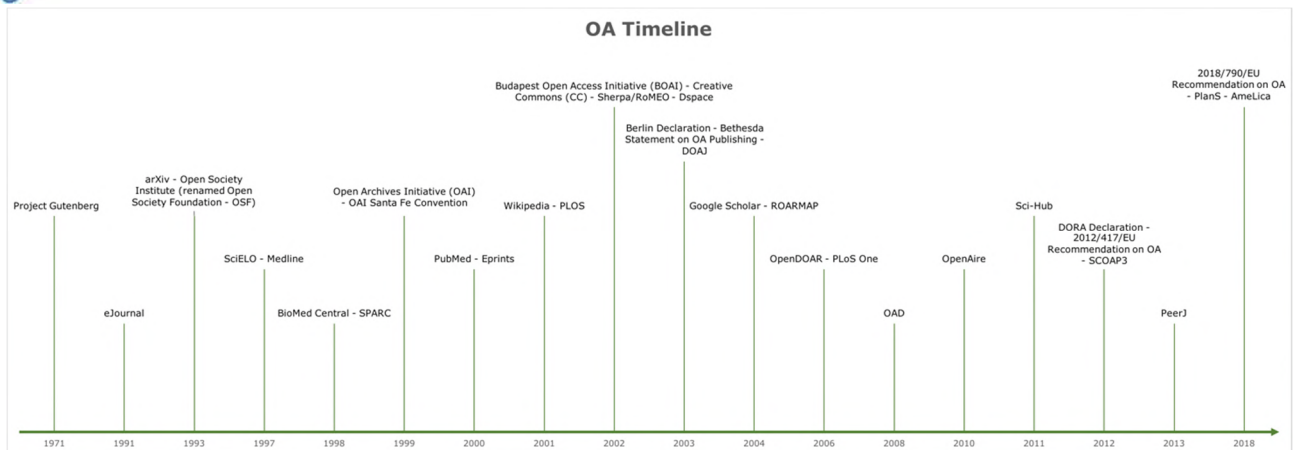 OA Timeline
Project Gutenberg
eJournal
arXiv - Open Society
Institute (renamed Open
Society Foundation - OSF)
SciELO - Medline
BioMed Central - SPARC
Open Archives Initiative (OAI)
- OAI Santa Fe Convention
PubMed - Eprints
Wikipedia - PLOS
Budapest Open Access Initiative (BOAI) - Creative
Commons (CC) - Sherpa/RoMEO - Dspace
Berlin Declaration - Bethesda
Statement on OA Publishing -
DOAJ
Google Scholar - ROARMAP
OpenDOAR - PLoS One
OAD
OpenAire
Sci-Hub
DORA Declaration -
2012/417/EU
Recommendation on OA
- SCOAP3
PeerJ
2018/790/EU
Recommendation on OA
- PlanS - AmeLica
1971 1991 1993 1997 1998 1999 2000 2001 2002 2003 2004 2006 2008 2010 2011 2012 2013 2018